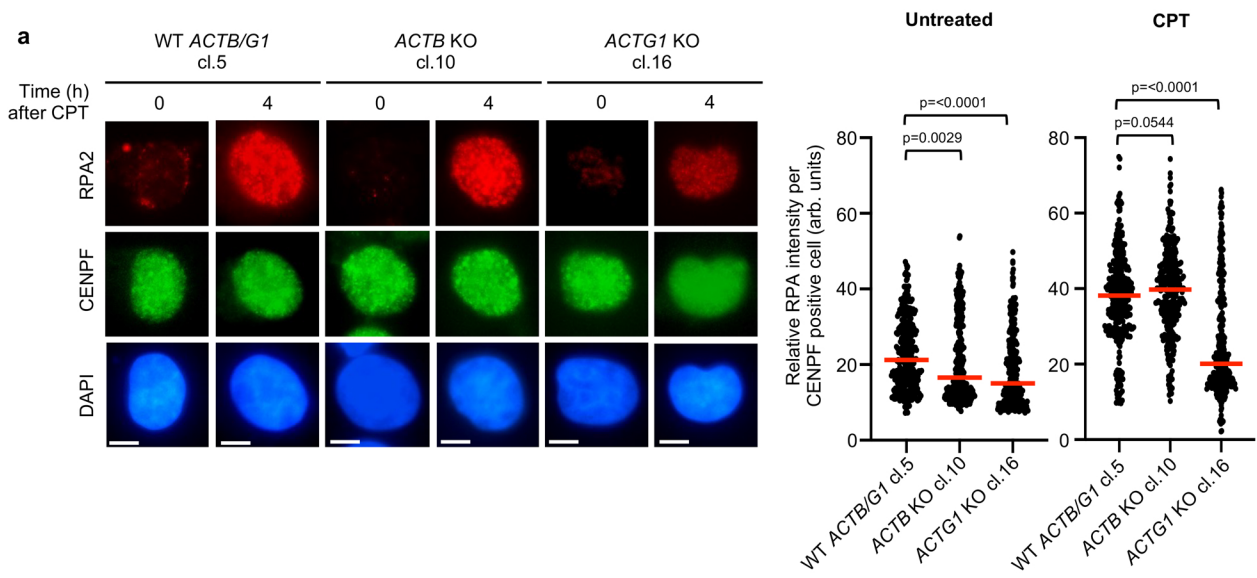 a
WT ACTB/G1
cl.5
ACTB KO
cl.10
ACTG1 KO
cl.16
Time (h)
after CPT
0
4
0
4
0
4
RPA2
CENPF
DAPI
Untreated
CPT
Relative RPA intensity per
CENPF positive cell (arb. units)
p=<0.0001
p=0.0029
80
60
40
20
0
WT ACTB/G1 cl.5
ACTB KO cl.10
ACTG1 KO cl.16
p=<0.0001
p=0.0544
80
60
40
20
0
WT ACTB/G1 cl.5
ACTB KO cl.10
ACTG1 KO cl.16